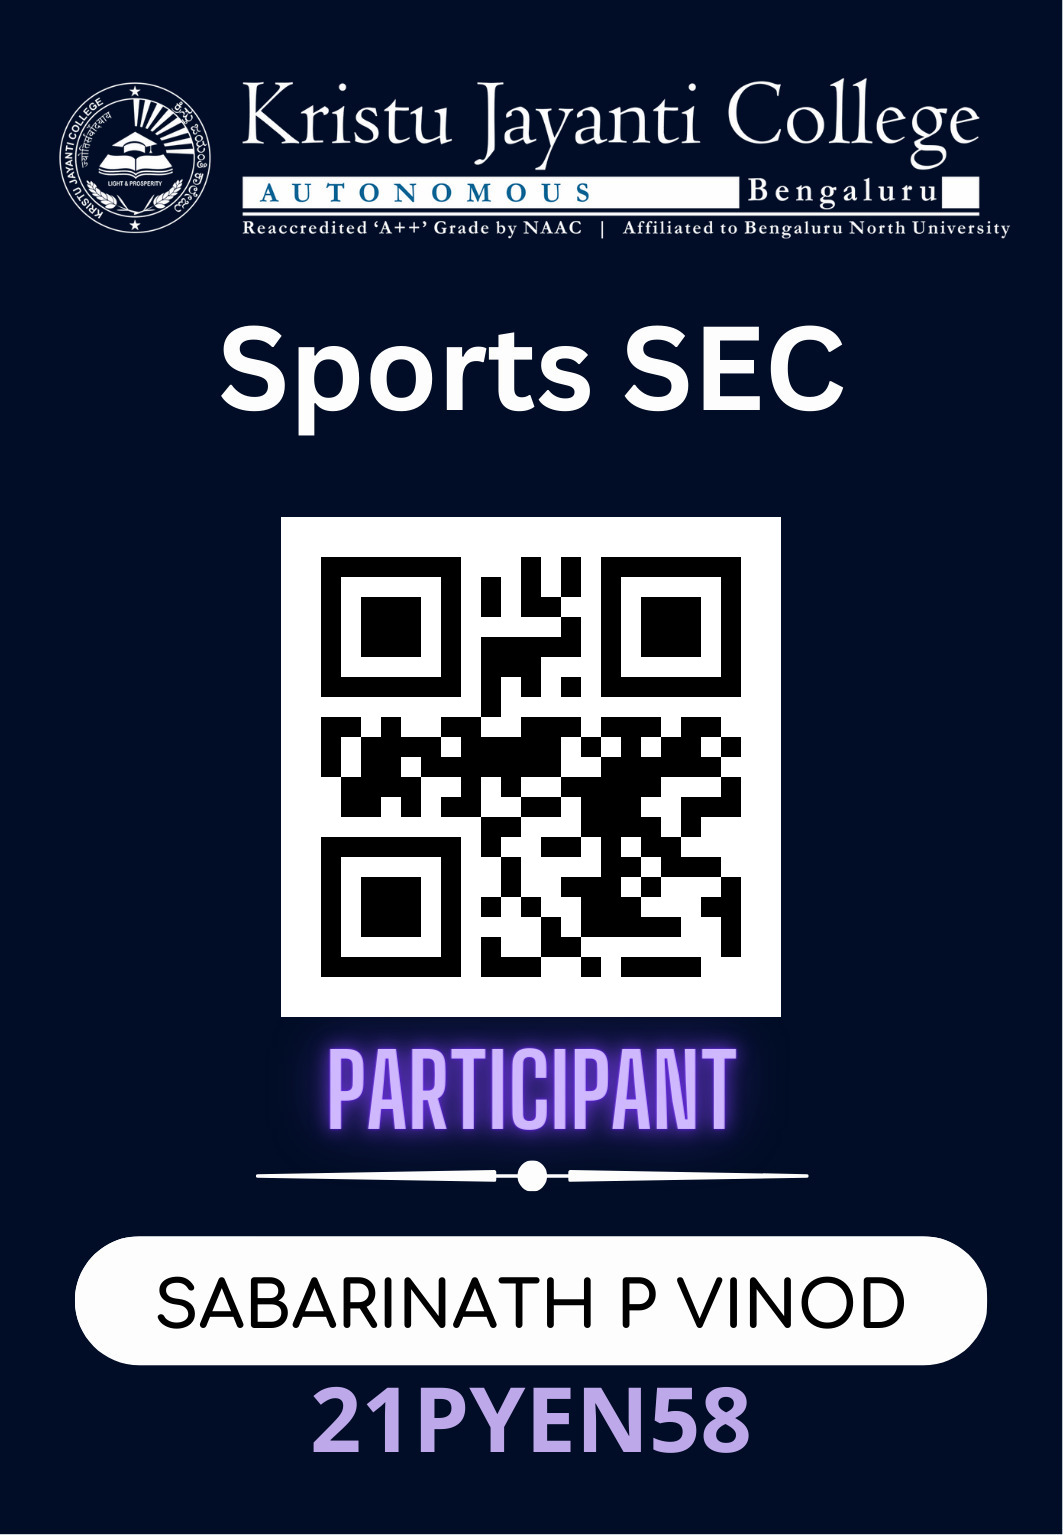 KRISTU JAYANTI COLLEGE
ಕ್ರಿಸ್ತು ಜಯಂತಿ ಕಾಲೇಜು
LIGHT & PROSPERITY
Kristu Jayanti College
AUTONOMOUS Bengaluru
Reaccredited ‘A++’ Grade by NAAC | Affiliated to Bengaluru North University
Sports SEC
PARTICIPANT
SABARINATH P VINOD
21PYEN58